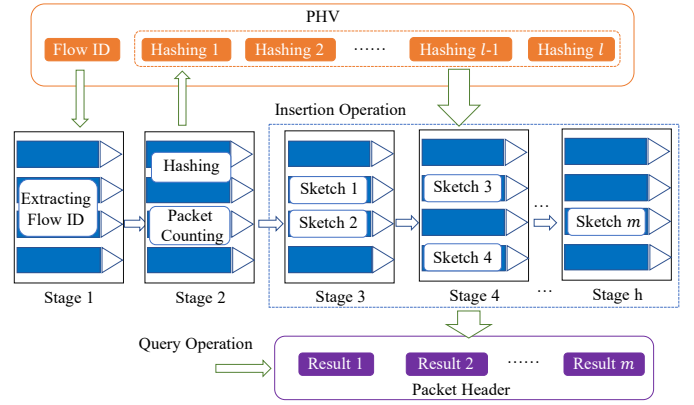 PHV
Flow ID Hashing 1 Hashing 2 ...... Hashing l-1 Hashing l
Insertion Operation
Hashing
Extracting Flow ID
Packet Counting
Sketch 1
Sketch 2
Sketch 3
Sketch 4
...
Sketch m
Stage 1 Stage 2 Stage 3 Stage 4 ... Stage h
Query Operation
Result 1 Result 2 ...... Result m
Packet Header